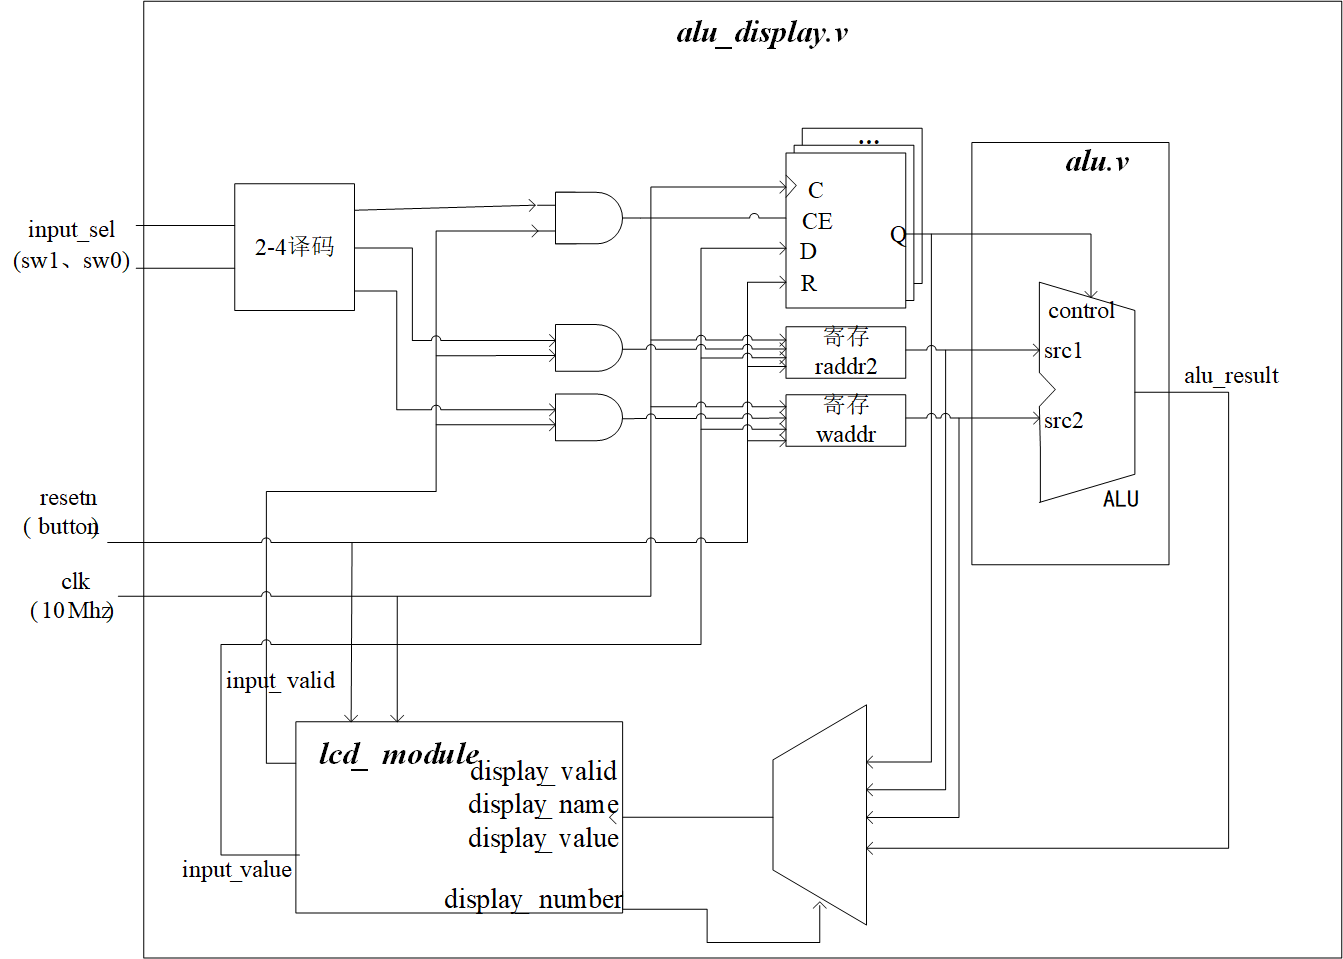 alu_display.v
...
alu.v
input_sel
(sw1、sw0)
2-4译码
C
CE
D
R
Q
寄存
raddr2
寄存
waddr
control
src1
src2
ALU
alu_result
resetn
( button)
clk
(10Mhz)
input_valid
input_value
lcd_ module
display_valid
display_name
display_value
display_number